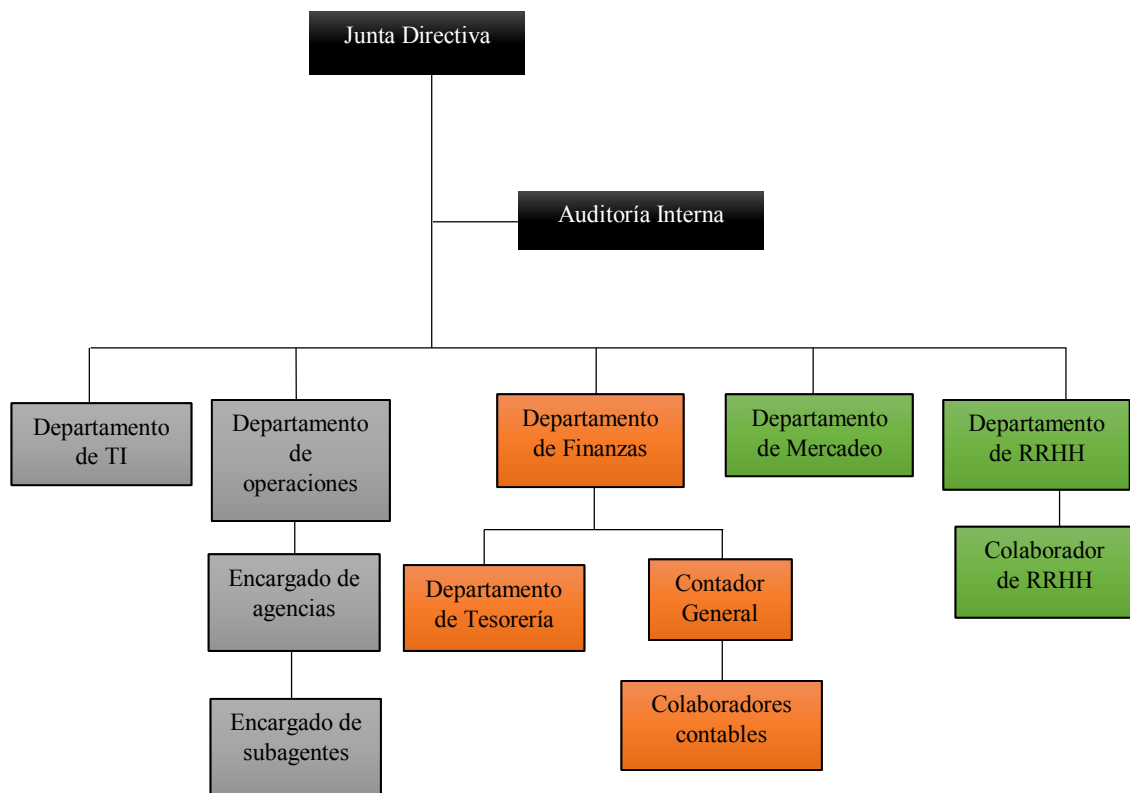 Junta Directiva
Auditoría Interna
Departamento
de TI
Departamento
de
operaciones
Departamento
de Finanzas
Departamento
de Mercadeo
Departamento
de RRHH
Encargado de
agencias
Departamento
de Tesorería
Contador
General
Colaborador
de RRHH
Encargado de
subagentes
Colaboradores
contables